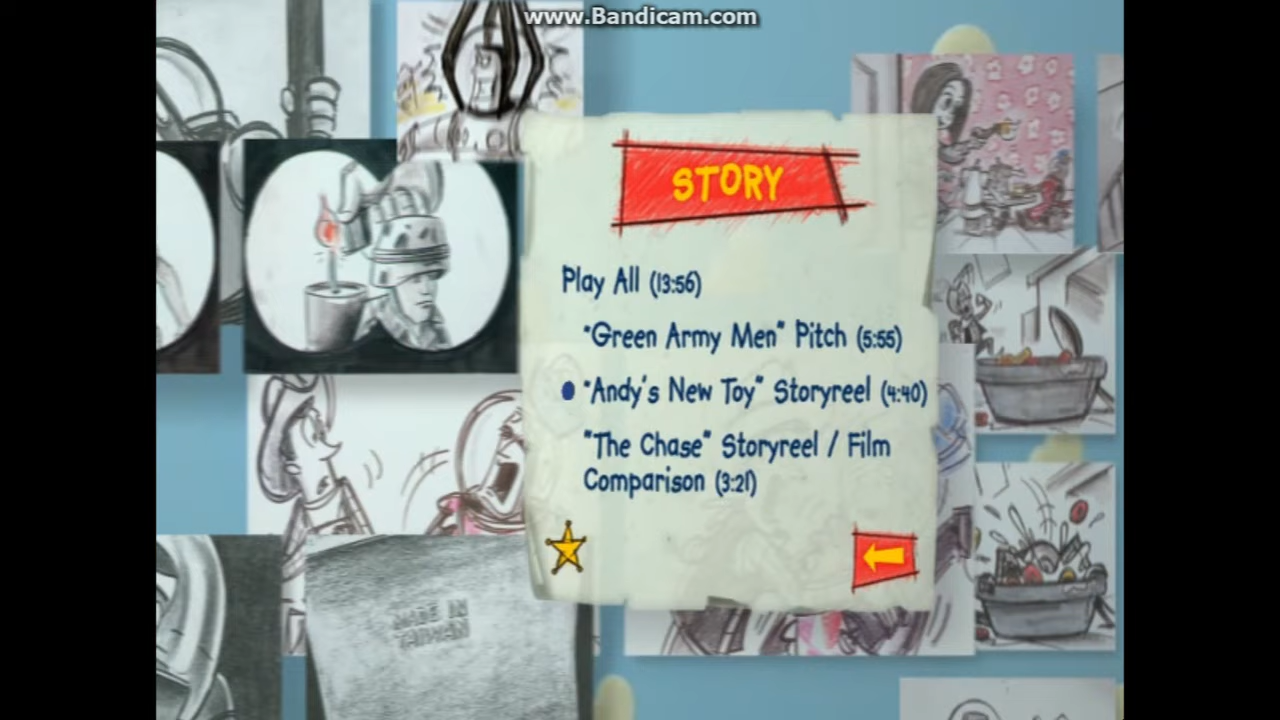 www.Bandicam.com
STORY
Play All (13:56)
"Green Army Men" Pitch (5:55)
"Andy's New Toy" Storyreel (4:40)
"The Chase" Storyreel / Film
Comparison (3:21)
MADE IN
TAIWAN